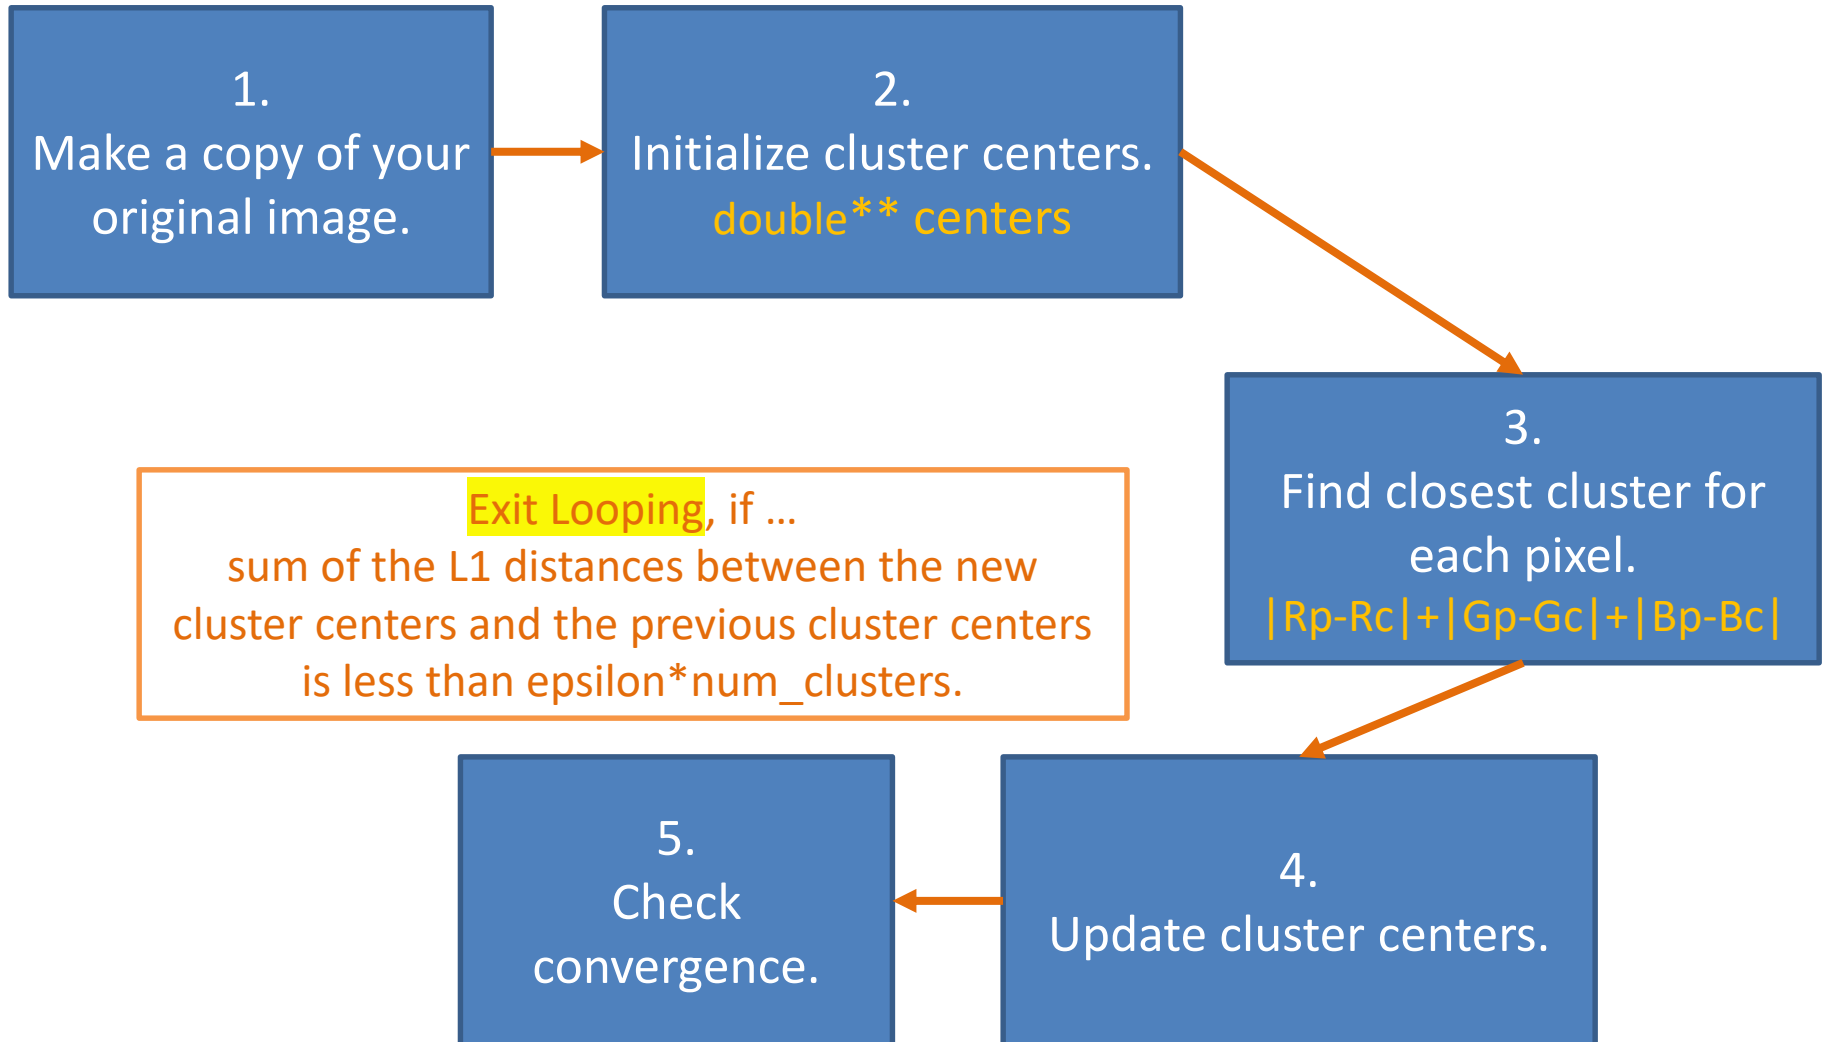 1.
Make a copy of your
original image.
2.
Initialize cluster centers.
double** centers
3.
Find closest cluster for
each pixel.
|Rp-Rc|+|Gp-Gc|+|Bp-Bc|
Exit Looping, if ...
sum of the L1 distances between the new
cluster centers and the previous cluster centers
is less than epsilon*num_clusters.
4.
Update cluster centers.
5.
Check
convergence.